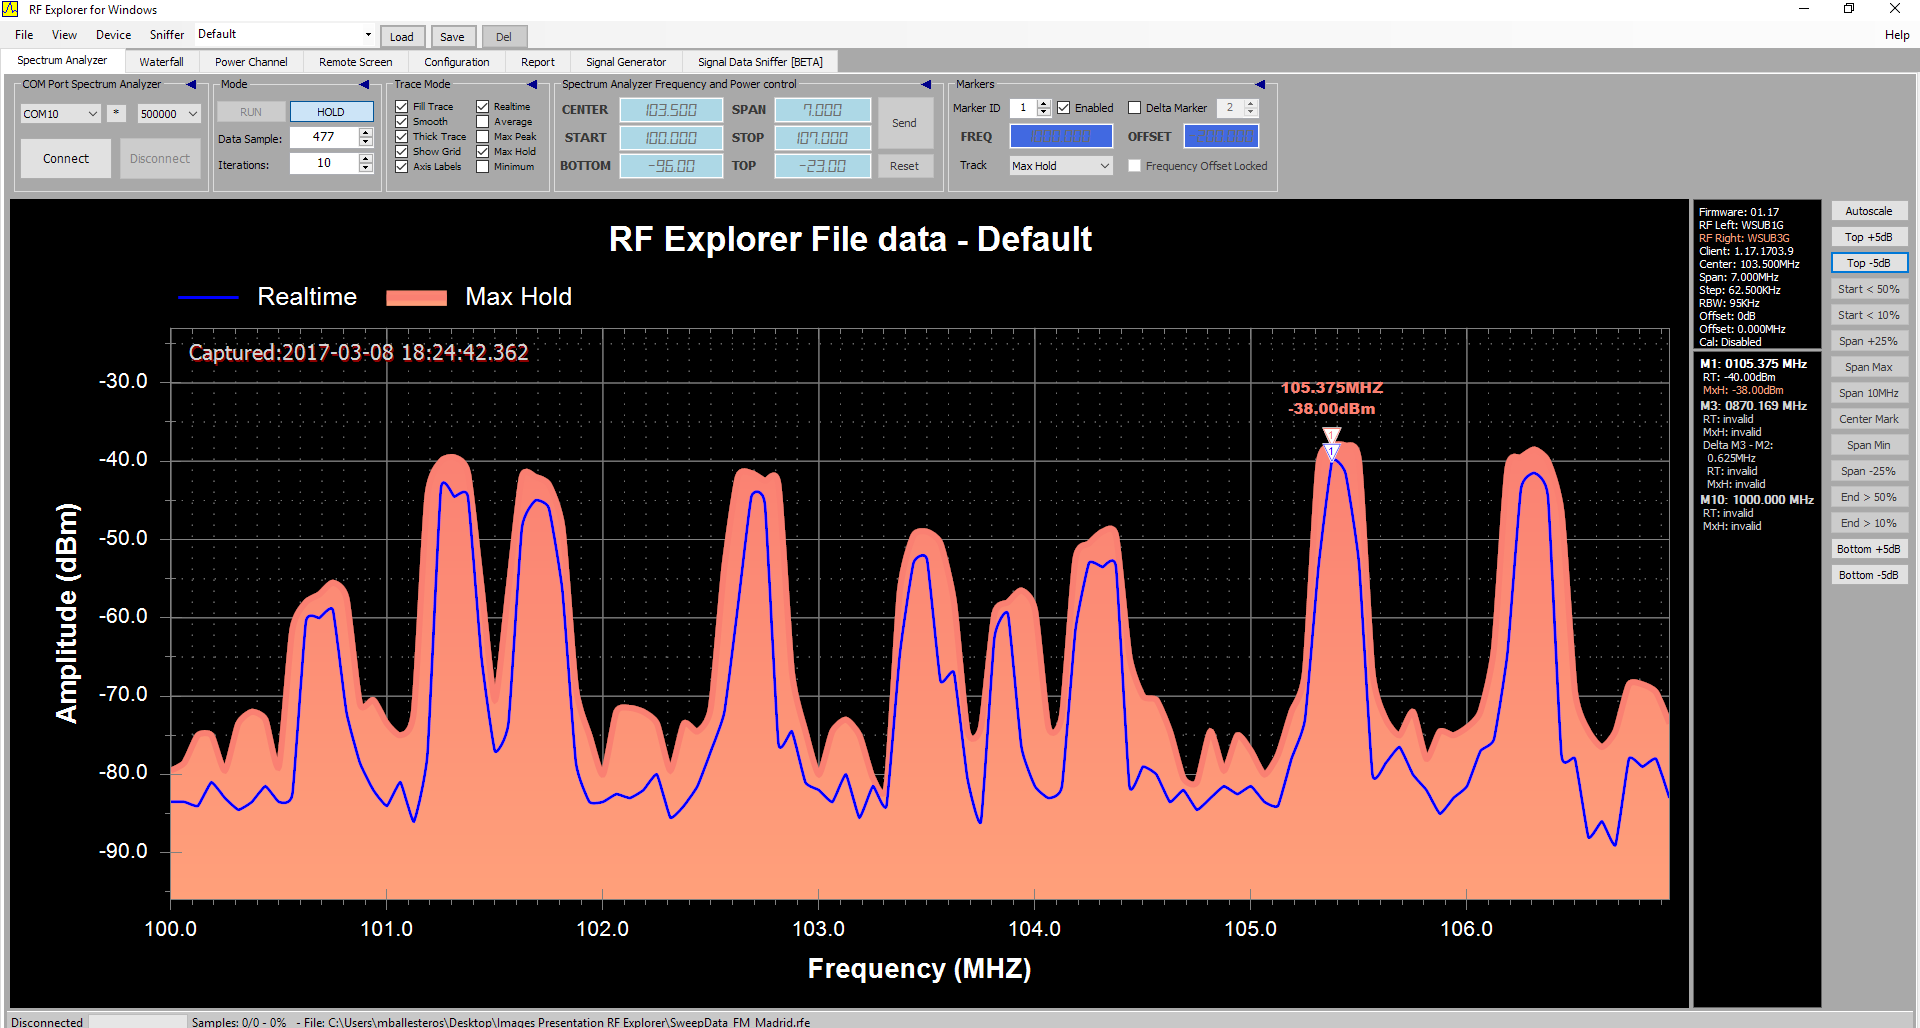 RF Explorer for Windows
File View Device Sniffer Default Load Save Del Help
Spectrum Analyzer Waterfall Power Channel Remote Screen Configuration Report Signal Generator Signal Data Sniffer [BETA]
COM Port Spectrum Analyzer
COM10 * 500000
Connect Disconnect
Mode
RUN HOLD
Data Sample: 477
Iterations: 10
Trace Mode
Fill Trace Realtime
Smooth Average
Thick Trace Max Peak
Show Grid Max Hold
Axis Labels Minimum
Spectrum Analyzer Frequency and Power control
CENTER 103.500 SPAN 7.000
START 100.000 STOP 107.000
BOTTOM -96.00 TOP -23.00
Send
Reset
Markers
Marker ID 1 Enabled Delta Marker 2
FREQ 1000.000 OFFSET
Track Max Hold Frequency Offset Locked
RF Explorer File data - Default
Realtime Max Hold
Captured:2017-03-08 18:24:42.362
105.375MHZ
-38.00dBm
1
1
Amplitude (dBm)
-30.0
-40.0
-50.0
-60.0
-70.0
-80.0
-90.0
100.0 101.0 102.0 103.0 104.0 105.0 106.0
Frequency (MHZ)
Firmware: 01.17
RF Left: WSUB1G
RF Right: WSUB3G
Client: 1.17.1703.9
Center: 103.500MHz
Span: 7.000MHz
Step: 62.500KHz
RBW: 95KHz
Offset: 0dB
Offset: 0.000MHz
Cal: Disabled
M1: 0105.375 MHz
RT: -40.00dBm
MxH: -38.00dBm
M3: 0870.169 MHz
RT: invalid
MxH: invalid
Delta M3 - M2:
0.625MHz
RT: invalid
MxH: invalid
M10: 1000.000 MHz
RT: invalid
MxH: invalid
Autoscale
Top +5dB
Top -5dB
Start < 50%
Start < 10%
Span +25%
Span Max
Span 10MHz
Center Mark
Span Min
Span -25%
End > 50%
End > 10%
Bottom +5dB
Bottom -5dB
Disconnected Samples: 0/0 - 0% - File: C:\Users\mballesteros\Desktop\Images Presentation RF Explorer\SweepData_FM_Madrid.rfe